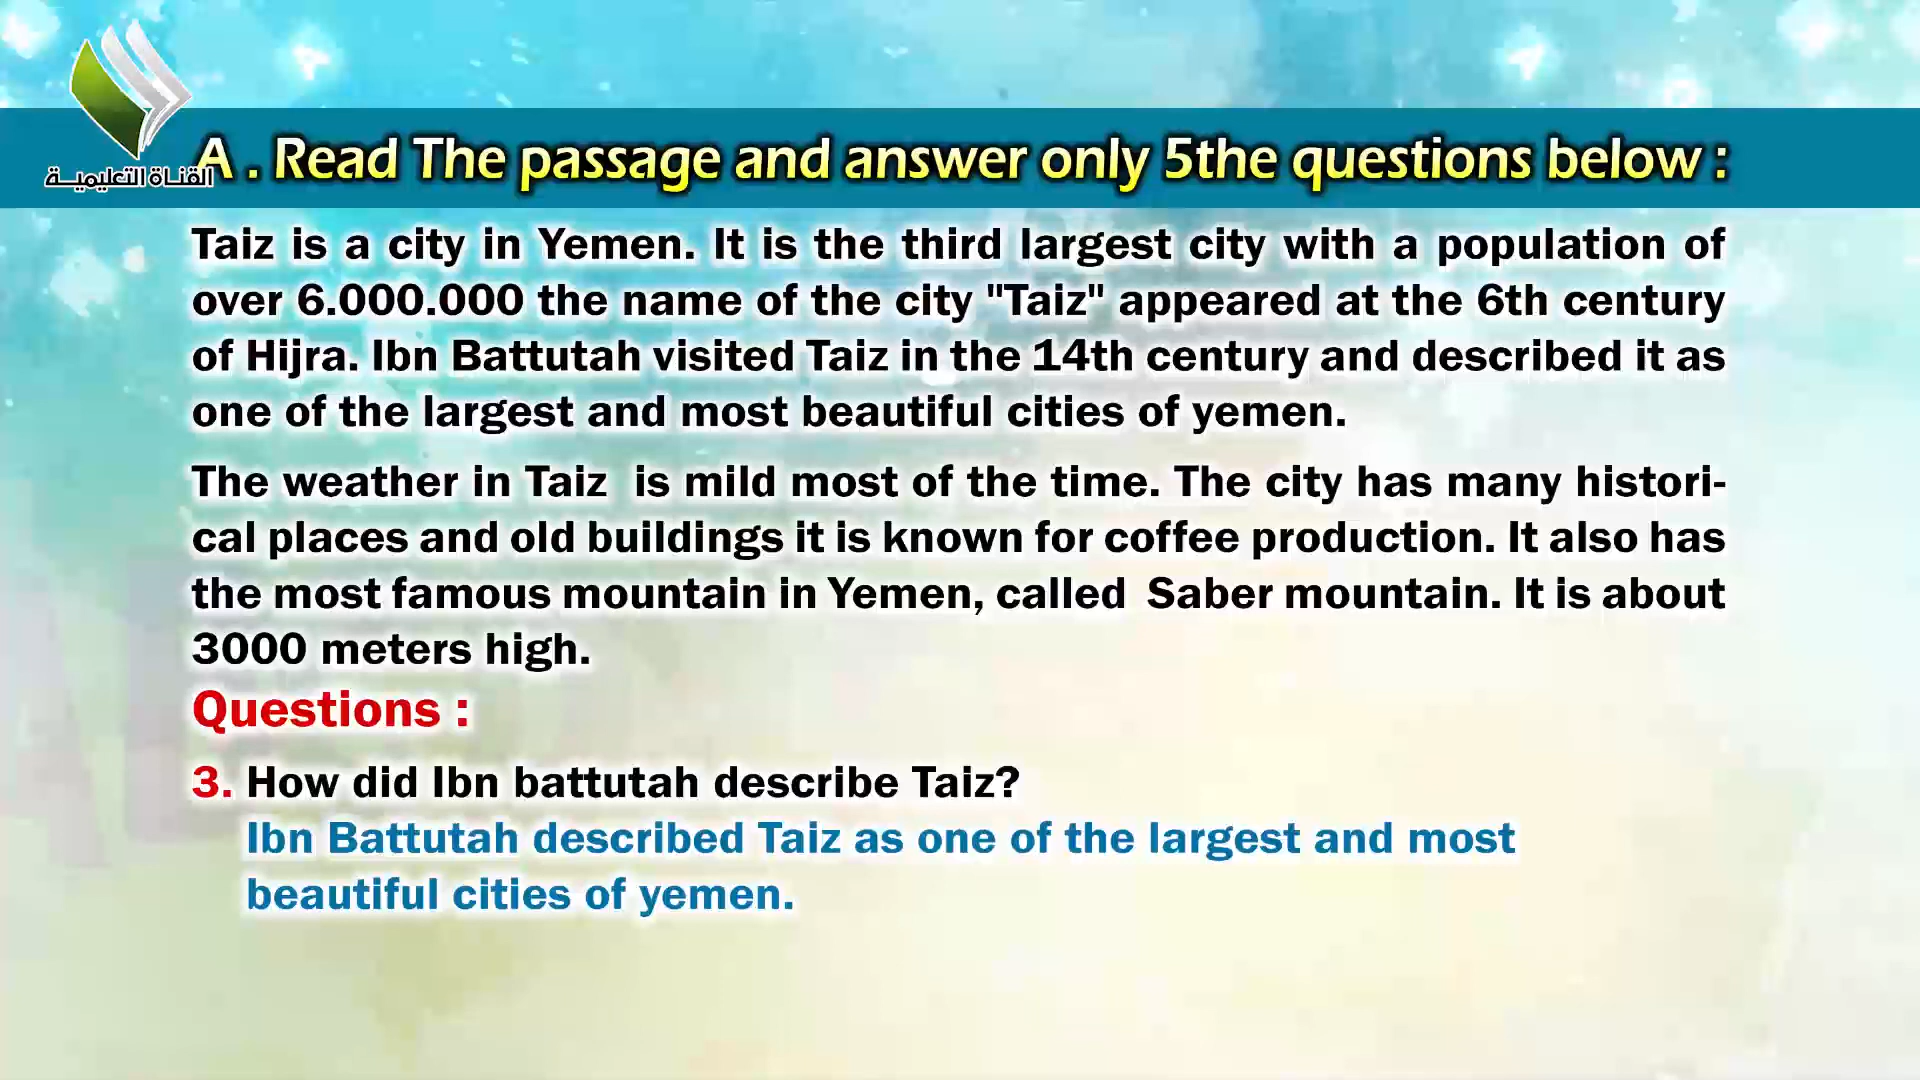 القناة التعليمية
A . Read The passage and answer only 5the questions below :
Taiz is a city in Yemen. It is the third largest city with a population of
over 6.000.000 the name of the city "Taiz" appeared at the 6th century
of Hijra. Ibn Battutah visited Taiz in the 14th century and described it as
one of the largest and most beautiful cities of yemen.
The weather in Taiz is mild most of the time. The city has many histori-
cal places and old buildings it is known for coffee production. It also has
the most famous mountain in Yemen, called Saber mountain. It is about
3000 meters high.
Questions :
3. How did Ibn battutah describe Taiz?
Ibn Battutah described Taiz as one of the largest and most
beautiful cities of yemen.